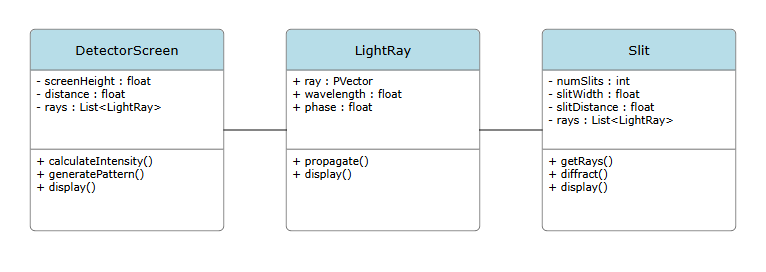 DetectorScreen
- screenHeight : float
- distance : float
- rays : List<LightRay>
+ calculateIntensity()
+ generatePattern()
+ display()
LightRay
+ ray : PVector
+ wavelength : float
+ phase : float
+ propagate()
+ display()
Slit
- numSlits : int
- slitWidth : float
- slitDistance : float
- rays : List<LightRay>
+ getRays()
+ diffract()
+ display()